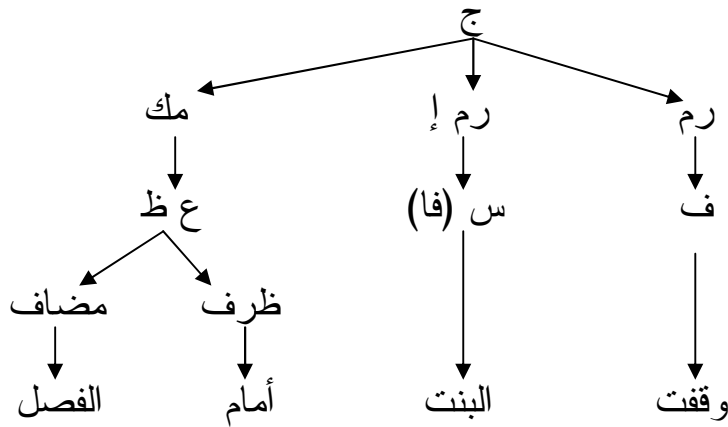 ج
رم رم إ مك
ف س (فا) ع ظ
ظرف مضاف
وقفت البنت أمام الفصل